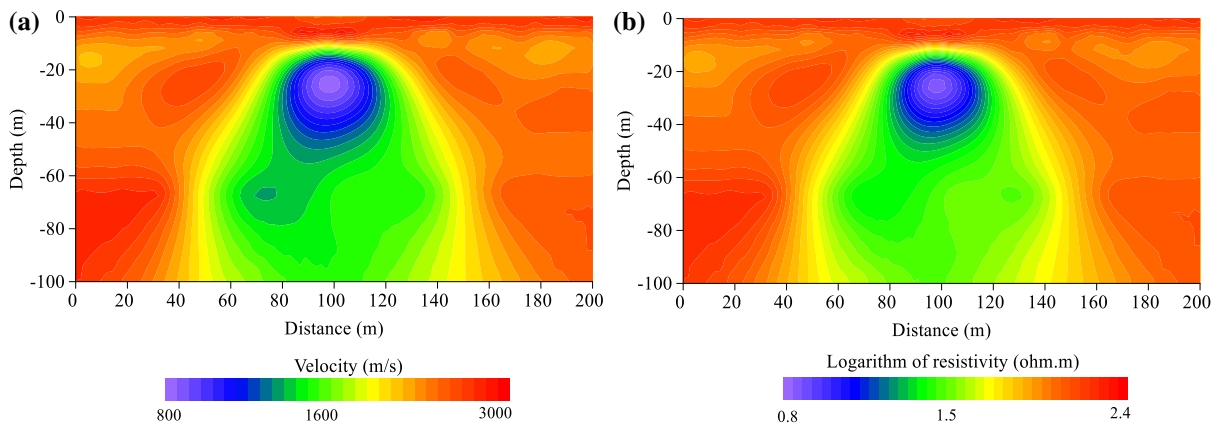 (a)
0
-20
-40
-60
-80
-100
Depth (m)
0 20 40 60 80 100 120 140 160 180 200
Distance (m)
Velocity (m/s)
800 1600 3000
(b)
0
-20
-40
-60
-80
-100
Depth (m)
0 20 40 60 80 100 120 140 160 180 200
Distance (m)
Logarithm of resistivity (ohm.m)
0.8 1.5 2.4